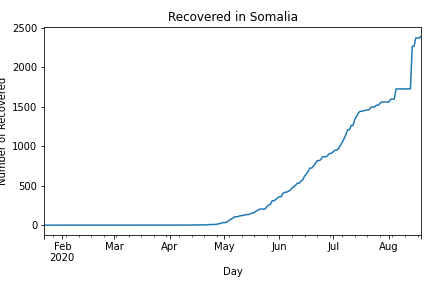 Recovered in Somalia
Number of Recovered
2500
2000
1500
1000
500
0
Feb
2020
Mar
Apr
May
Jun
Jul
Aug
Day